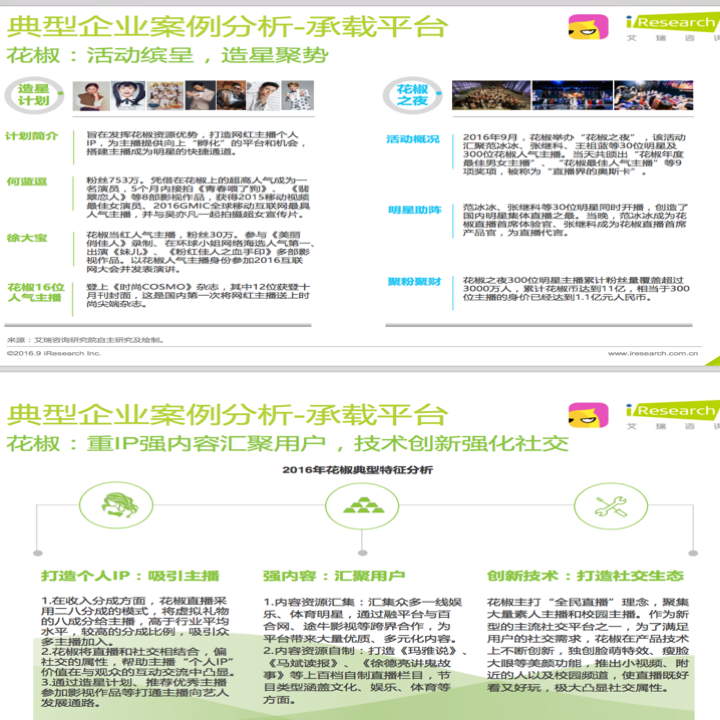 典型企业案例分析-承载平台
iResearch
艾 瑞 咨 询
花椒：活动缤呈，造星聚势
造星
计划
花椒
之夜
计划简介
旨在发挥花椒资源优势，打造网红主播个人
IP，为主播提供向上“孵化”的平台和机会，
搭建主播成为明星的快捷通道。
何蓝逗
粉丝753万。凭借在花椒上的超高人气成为一
名演员，5个月内接拍《青春喂了狗》、《翡
翠恋人》等8部影视作品，获得2015移动视频
最佳女演员、2016GMIC全球移动互联网最具
人气主播，并与吴亦凡一起拍摄超女宣传片。
徐大宝
花椒当红人气主播，粉丝30万。参与《美丽
俏佳人》录制、在环球小姐网络海选人气第一、
出演《妹儿》、《粉红佳人之血手印》多部影
视作品。以花椒人气主播身份参加2016互联
网大会并发表演讲。
花椒16位
人气主播
登上《时尚COSMO》杂志，其中12位获登十
月刊封面，这是国内第一次将网红主播送上时
尚尖端杂志。
活动概况
2016年9月，花椒举办“花椒之夜”，该活动
汇聚范冰冰、张继科、王祖蓝等30位明星及
300位花椒人气主播。当天共颁出“花椒年度
最佳男女主播”、“花椒最佳人气主播”等9
项奖项，被称为“直播界的奥斯卡”。
明星助阵
范冰冰、张继科等30位明星同时开播，创造了
国内明星集体直播之最。当晚，范冰冰成为花
椒直播首席体验官、张继科成为花椒直播首席
产品官，为直播代言。
聚粉聚财
花椒之夜300位明星主播累计粉丝量覆盖超过
3000万人，累计花椒币达到11亿，相当于300
位主播的身价已经达到1.1亿元人民币。
来源：艾瑞咨询研究院自主研究及绘制。
©2016.9 iResearch Inc.
www.iresearch.com.cn
典型企业案例分析-承载平台
iResearch
艾 瑞 咨 询
花椒：重IP强内容汇聚用户，技术创新强化社交
2016年花椒典型特征分析
打造个人IP：吸引主播
1.在收入分成方面，花椒直播采
用二八分成的模式，将虚拟礼物
的八成分给主播，高于行业平均
水平，较高的分成比例，吸引众
多主播加入。
2.花椒将直播和社交相结合，偏
社交的属性，帮助主播“个人IP”
价值在与观众的互动交流中凸显。
3.通过造星计划、推荐优秀主播
参加影视作品等打通主播向艺人
发展通路。
强内容：汇聚用户
1.内容资源汇集：汇集众多一线娱
乐、体育明星，通过融平台与百
合网、途牛影视等跨界合作，为
平台带来大量优质、多元化内容。
2.内容资源自制：打造《玛雅说》、
《马斌读报》、《徐德亮讲鬼故
事》等上百档自制直播栏目，节
目类型涵盖文化、娱乐、体育等
方面。
创新技术：打造社交生态
花椒主打“全民直播”理念，聚集
大量素人主播和校园主播。作为新
型的主流社交平台之一，为了满足
用户的社交需求，花椒在产品技术
上不断创新，独创脸萌特效、瘦脸
大眼等美颜功能，推出小视频、附
近的人以及校园频道，使直播既好
看又好玩，极大凸显社交属性。